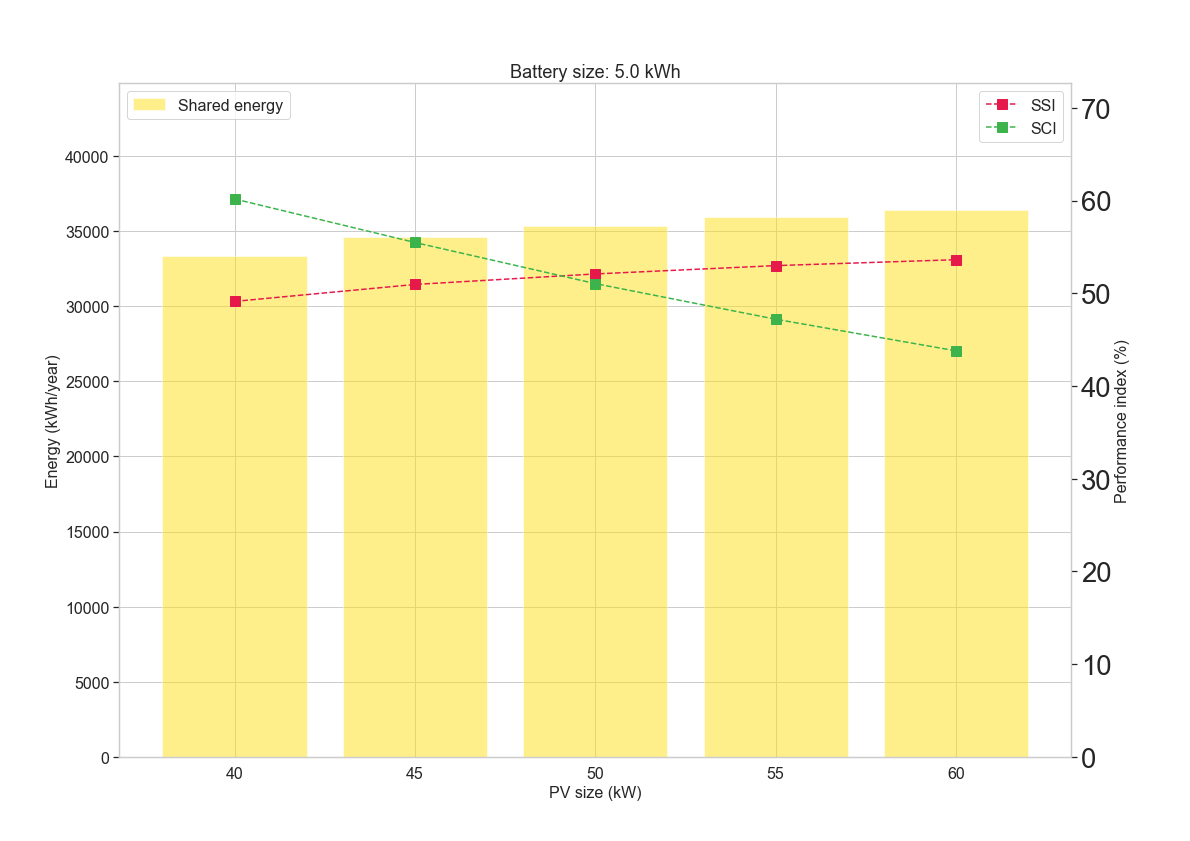 Battery size: 5.0 kWh
Shared energy
SSI
SCI
Energy (kWh/year)
40000
35000
30000
25000
20000
15000
10000
5000
0
70
60
50
40
30
20
10
0
Performance index (%)
40 45 50 55 60
PV size (kW)